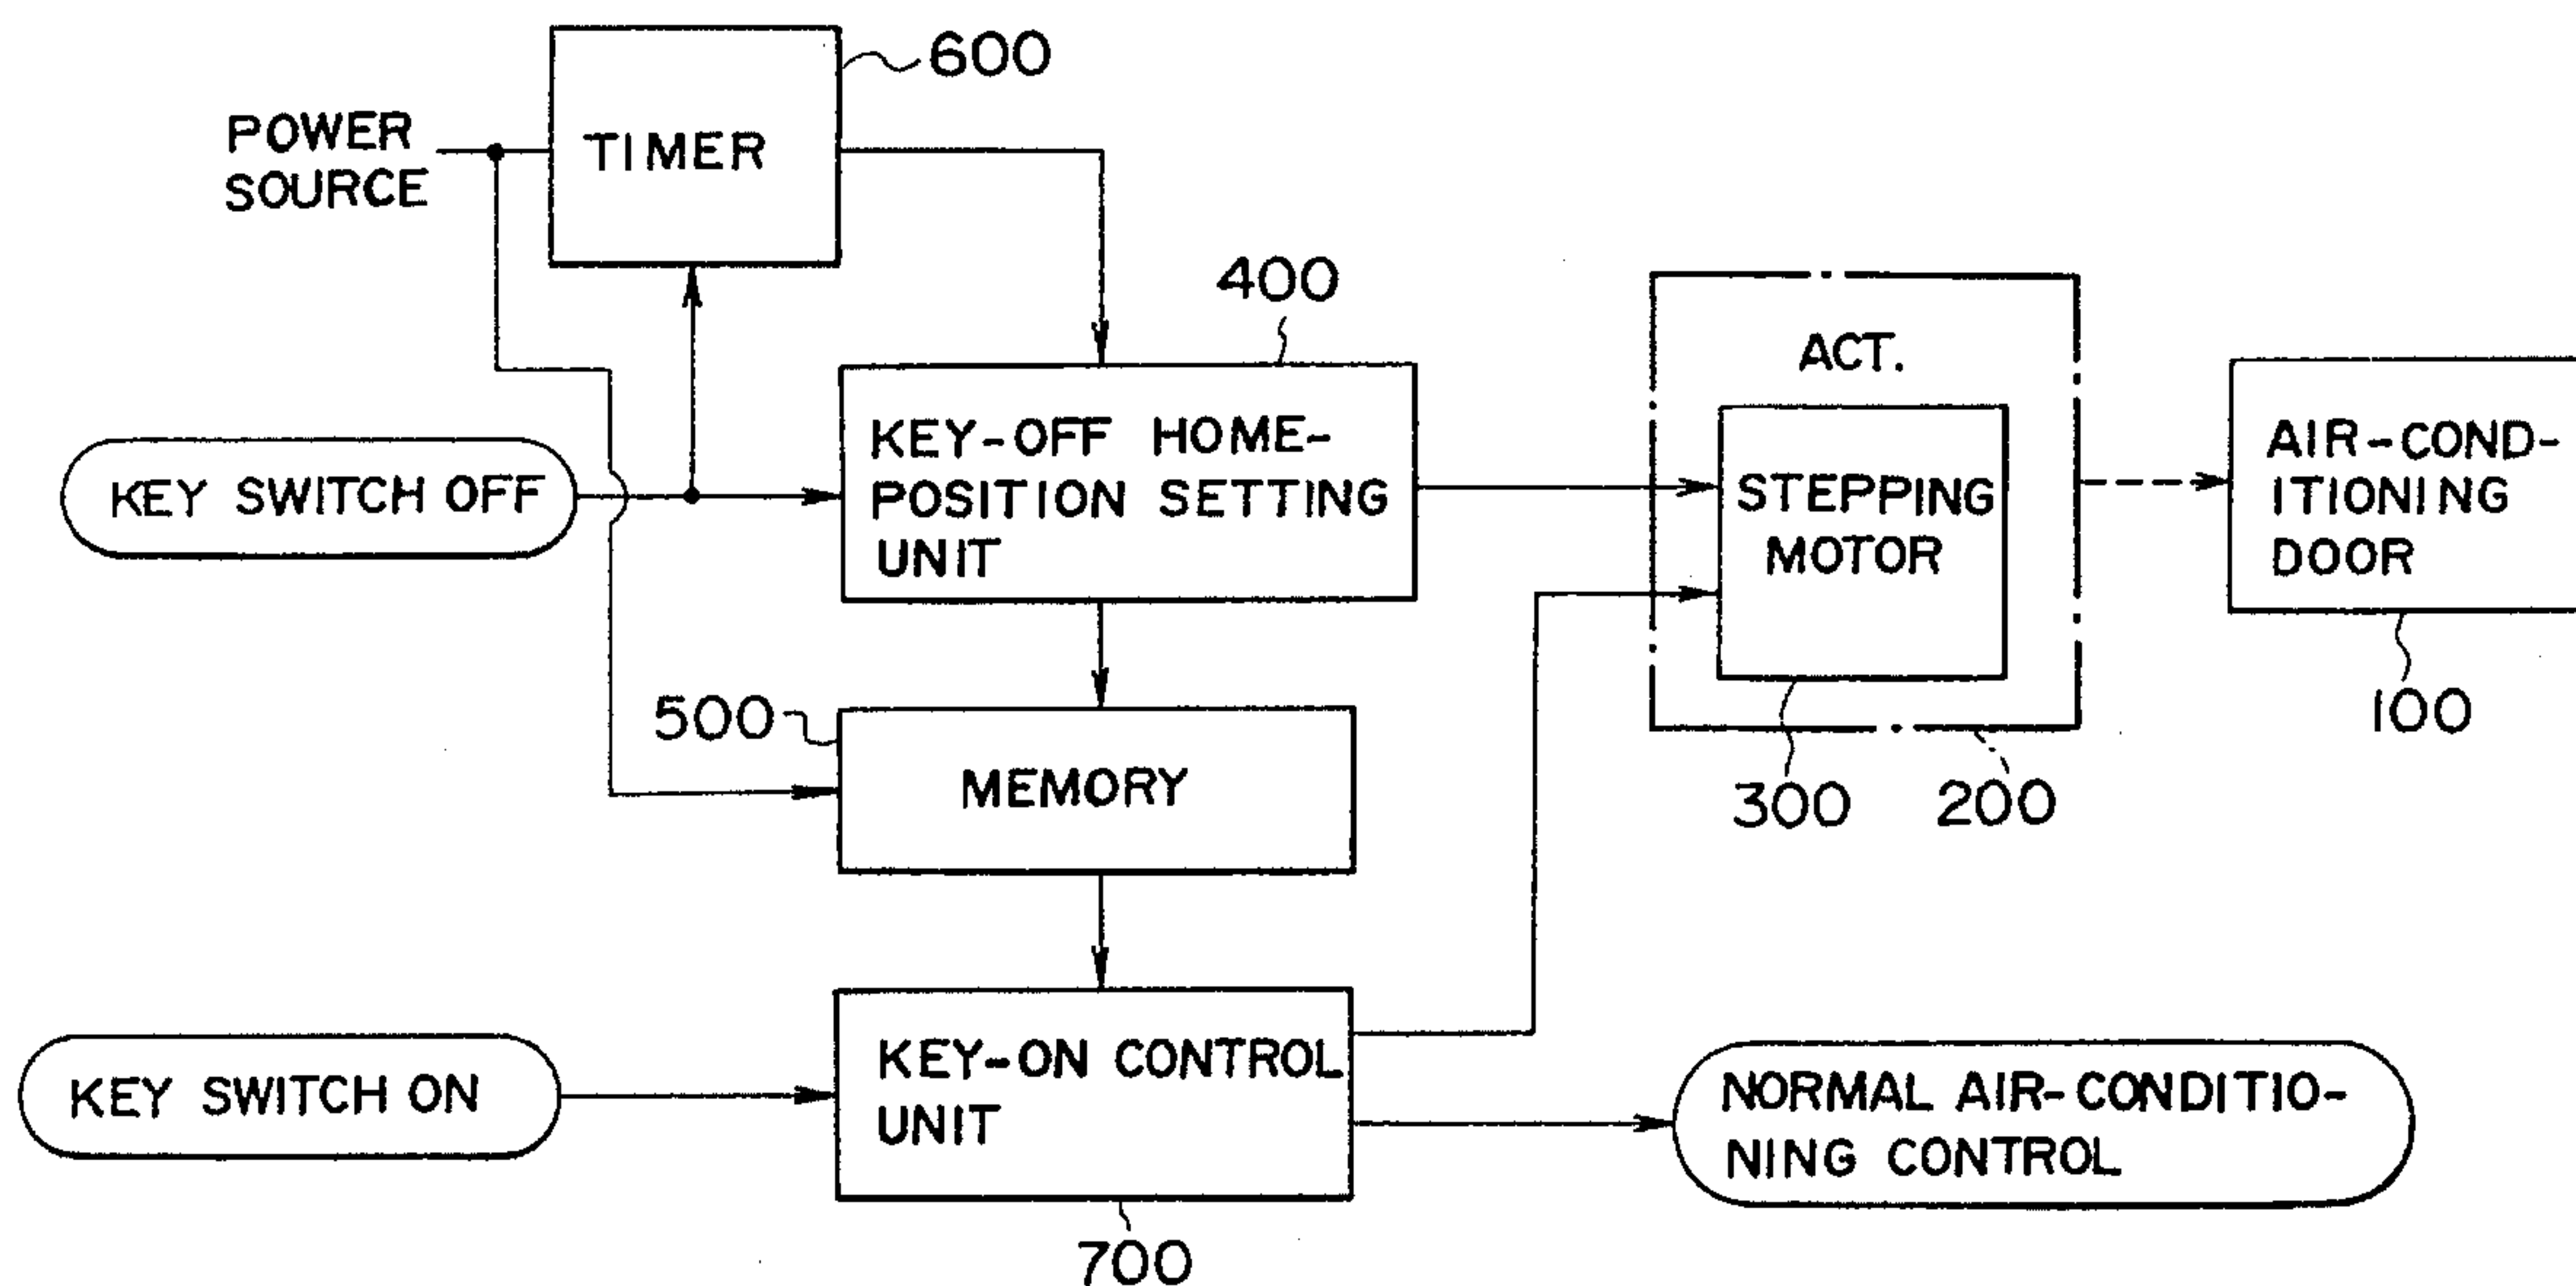 600
POWER
SOURCE
TIMER
400
KEY SWITCH OFF
KEY-OFF HOME-
POSITION SETTING
UNIT
ACT.
STEPPING
MOTOR
AIR-COND-
ITIONING
DOOR
500
MEMORY
300
200
100
KEY SWITCH ON
KEY-ON CONTROL
UNIT
NORMAL AIR-CONDITIO-
NING CONTROL
700